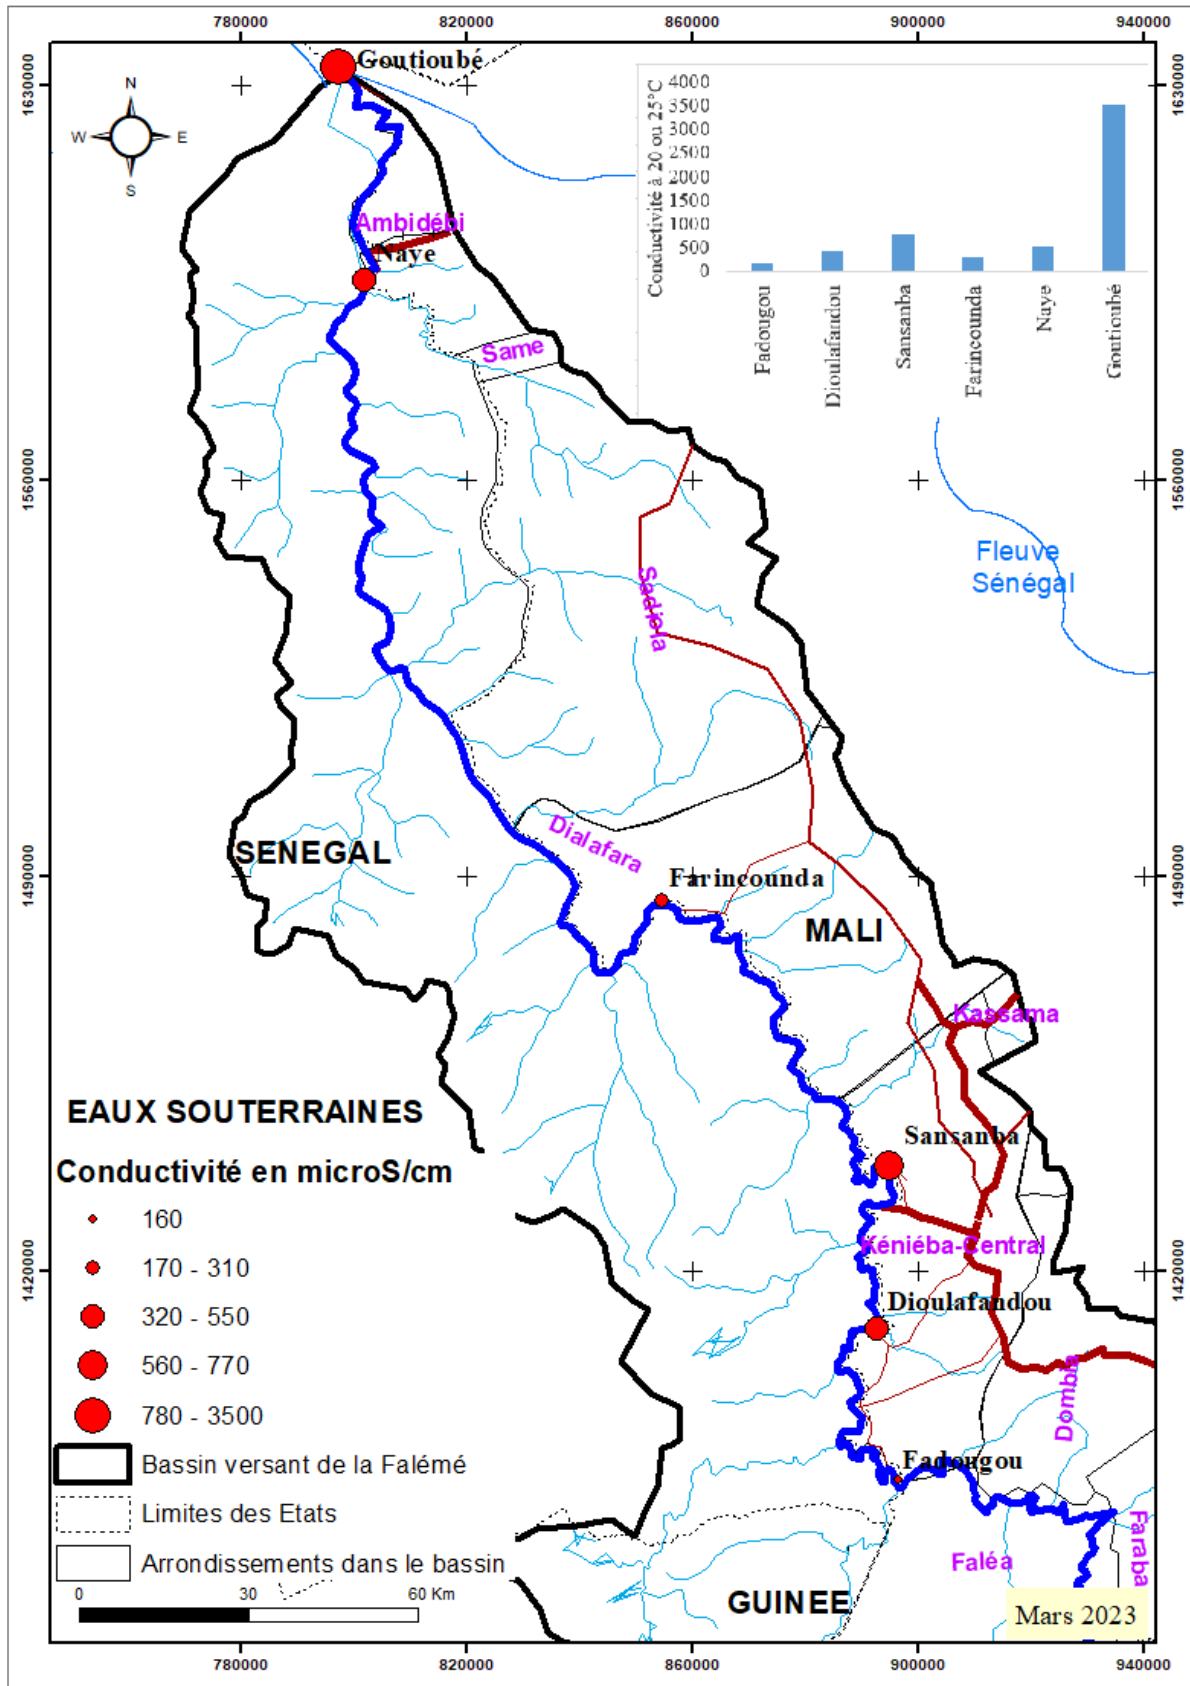 780000
820000
860000
900000
940000
1630000
1630000
Goutioubé
N
W
E
S
Conductivité à 20 ou 25°C
4000
3500
3000
2500
2000
1500
1000
500
0
Fadougou
Dioulafandou
Sansanba
Farincounda
Naye
Goutioubé
Ambidébi
Naye
Same
1560000
1560000
Fleuve
Sénégal
Sadiola
Dialafara
SENEGAL
1490000
1490000
Farincounda
MALI
Kassama
EAUX SOUTERRAINES
Sansanba
Conductivité en microS/cm
160
170 - 310
320 - 550
560 - 770
780 - 3500
Kéniéba-Central
1420000
1420000
Dioulafandou
Dombia
Fadougou
Bassin versant de la Falémé
Limites des Etats
Arrondissements dans le bassin
Faléa
Faraba
0
30
60 Km
GUINEE
Mars 2023
780000
820000
860000
900000
940000